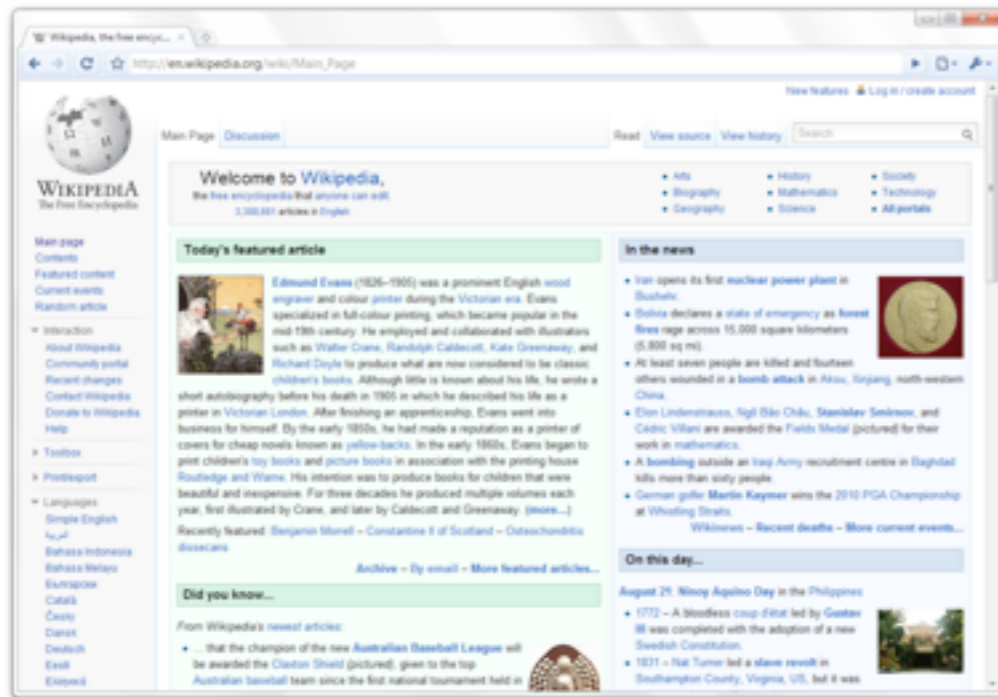 Wikipedia, the free encyc...
http://en.wikipedia.org/wiki/Main_Page
New features Log in / create account
Main Page Discussion Read View source View history Search
WIKIPEDIA
The Free Encyclopedia
Main page
Contents
Featured content
Current events
Random article
Interaction
About Wikipedia
Community portal
Recent changes
Contact Wikipedia
Donate to Wikipedia
Help
Toolbox
Print/export
Languages
Simple English
العربية
Bahasa Indonesia
Bahasa Melayu
Български
Català
Česky
Dansk
Deutsch
Eesti
Ελληνικά
Welcome to Wikipedia,
the free encyclopedia that anyone can edit.
articles in English
Arts
Biography
Geography
History
Mathematics
Science
Society
Technology
All portals
Today's featured article
Edmund Evans (1826–1905) was a prominent English wood
engraver and colour printer during the Victorian era. Evans
specialized in full-colour printing, which became popular in the
mid-19th century. He employed and collaborated with illustrators
such as Walter Crane, Randolph Caldecott, Kate Greenaway, and
Richard Doyle to produce what are now considered to be classic
children's books. Although little is known about his life, he wrote a
short autobiography before his death in 1905 in which he described his life as a
printer in Victorian London. After finishing an apprenticeship, Evans went into
business for himself. By the early 1850s, he had made a reputation as a printer of
covers for cheap novels known as yellow-backs. In the early 1860s, Evans began to
print children's toy books and picture books in association with the printing house
Routledge and Warne. His intention was to produce books for children that were
beautiful and inexpensive. For three decades he produced multiple volumes each
year, first illustrated by Crane, and later by Caldecott and Greenaway. (more...)
Recently featured: Benjamin Morrell – Constantine II of Scotland – Osteochondritis
dissecans
Archive – By email – More featured articles...
Did you know...
From Wikipedia's newest articles:
... that the champion of the new Australian Baseball League will
be awarded the Claxton Shield (pictured), given to the top
Australian baseball team since the first national tournament held in
In the news
Iran opens its first nuclear power plant in
Bushehr.
Bolivia declares a state of emergency as forest
fires rage across 15,000 square kilometers
(5,800 sq mi).
At least seven people are killed and fourteen
others wounded in a bomb attack in Aksu, Xinjiang, north-western
China.
Elon Lindenstrauss, Ngô Bảo Châu, Stanislav Smirnov, and
Cédric Villani are awarded the Fields Medal (pictured) for their
work in mathematics.
A bombing outside an Iraqi Army recruitment centre in Baghdad
kills more than sixty people.
German golfer Martin Kaymer wins the 2010 PGA Championship
at Whistling Straits.
Wikinews – Recent deaths – More current events...
On this day...
August 21: Ninoy Aquino Day in the Philippines
1772 – A bloodless coup d'état led by Gustav
III was completed with the adoption of a new
Swedish Constitution.
1831 – Nat Turner led a slave revolt in
Southampton County, Virginia, US, but it was